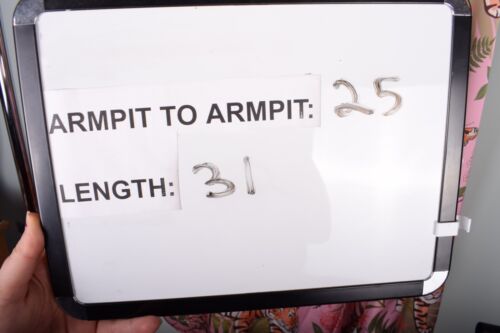 ARMPIT TO ARMPIT: 25
LENGTH: 31